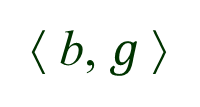 ⟨ b, g ⟩